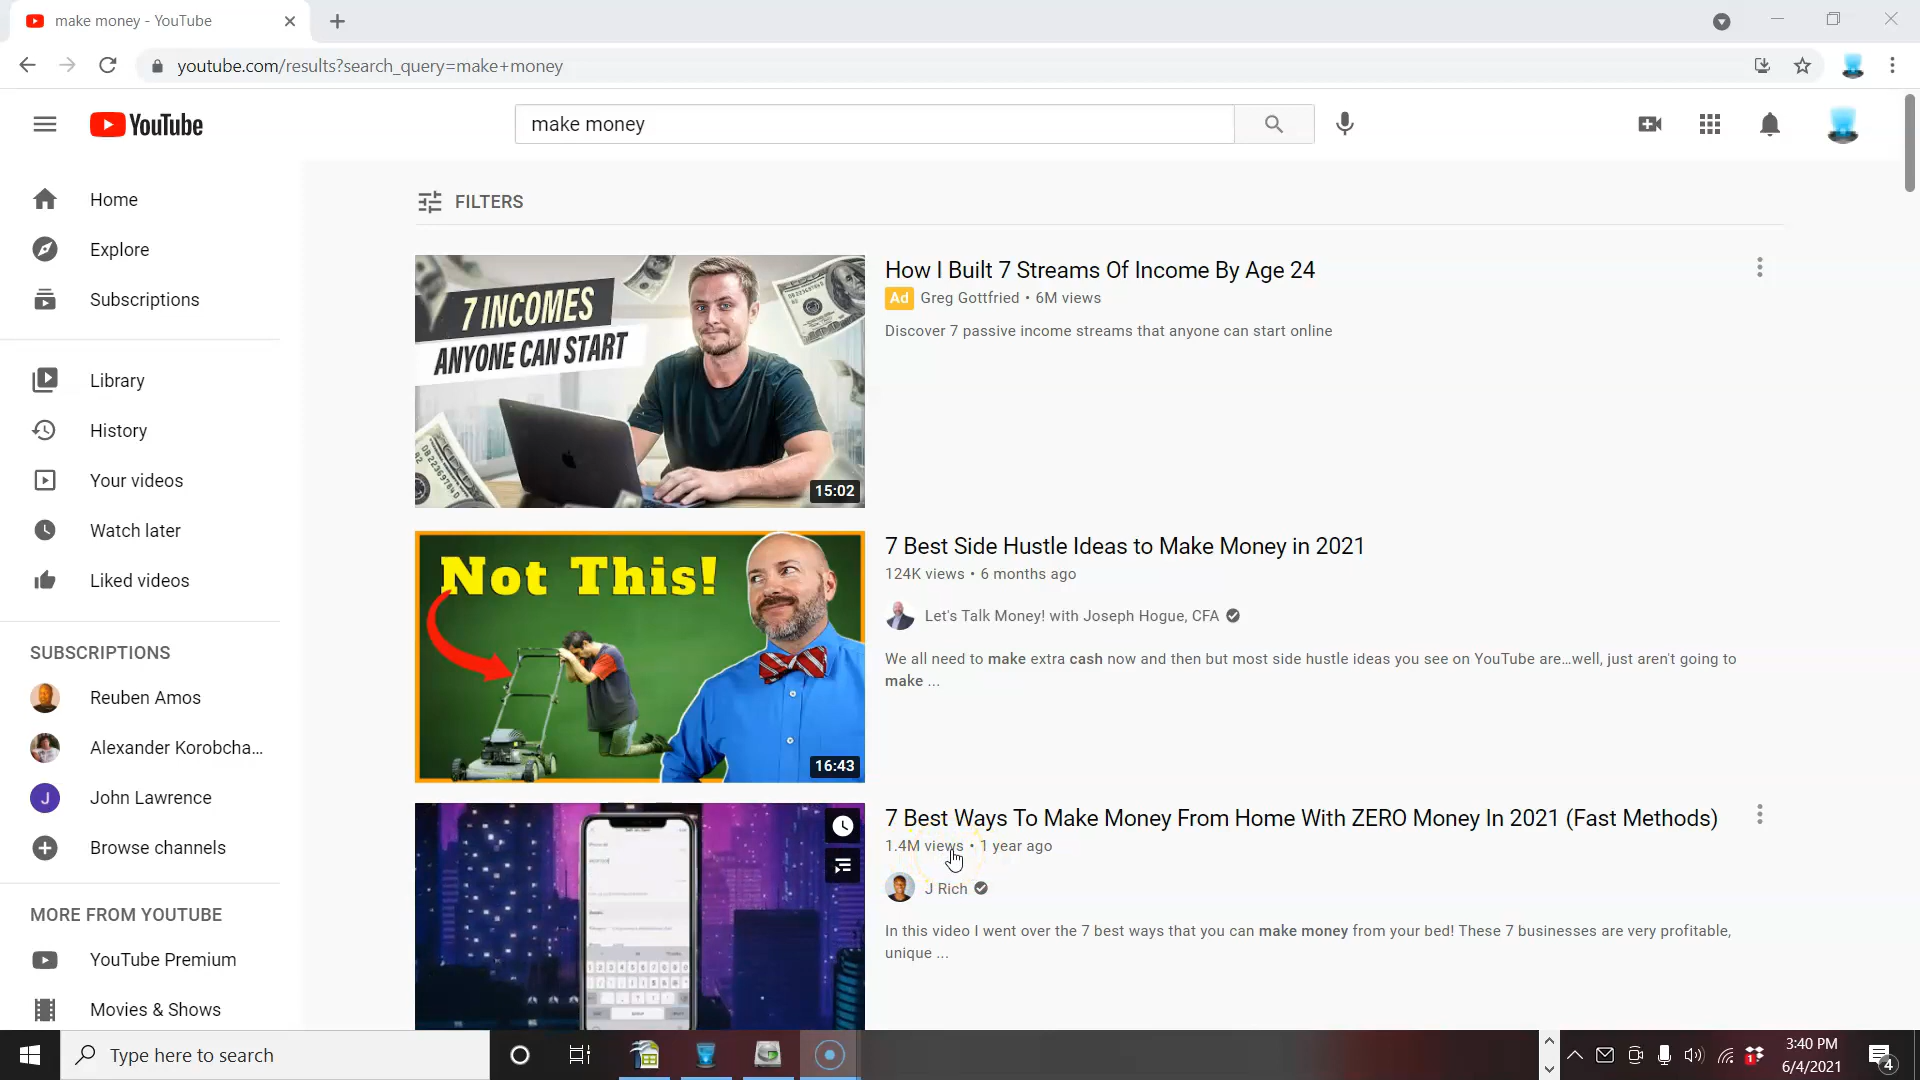 make money - YouTube
youtube.com/results?search_query=make+money
YouTube
make money
Home
Explore
Subscriptions
Library
History
Your videos
Watch later
Liked videos
SUBSCRIPTIONS
Reuben Amos
Alexander Korobcha...
J
John Lawrence
Browse channels
MORE FROM YOUTUBE
YouTube Premium
Movies & Shows
FILTERS
7 INCOMES
ANYONE CAN START
15:02
How I Built 7 Streams Of Income By Age 24
Ad Greg Gottfried • 6M views
Discover 7 passive income streams that anyone can start online
Not This!
16:43
7 Best Side Hustle Ideas to Make Money in 2021
124K views • 6 months ago
Let's Talk Money! with Joseph Hogue, CFA
We all need to make extra cash now and then but most side hustle ideas you see on YouTube are...well, just aren't going to
make ...
7 Best Ways To Make Money From Home With ZERO Money In 2021 (Fast Methods)
1.4M views • 1 year ago
J Rich
In this video I went over the 7 best ways that you can make money from your bed! These 7 businesses are very profitable,
unique ...
Type here to search
1
3:40 PM
6/4/2021
4